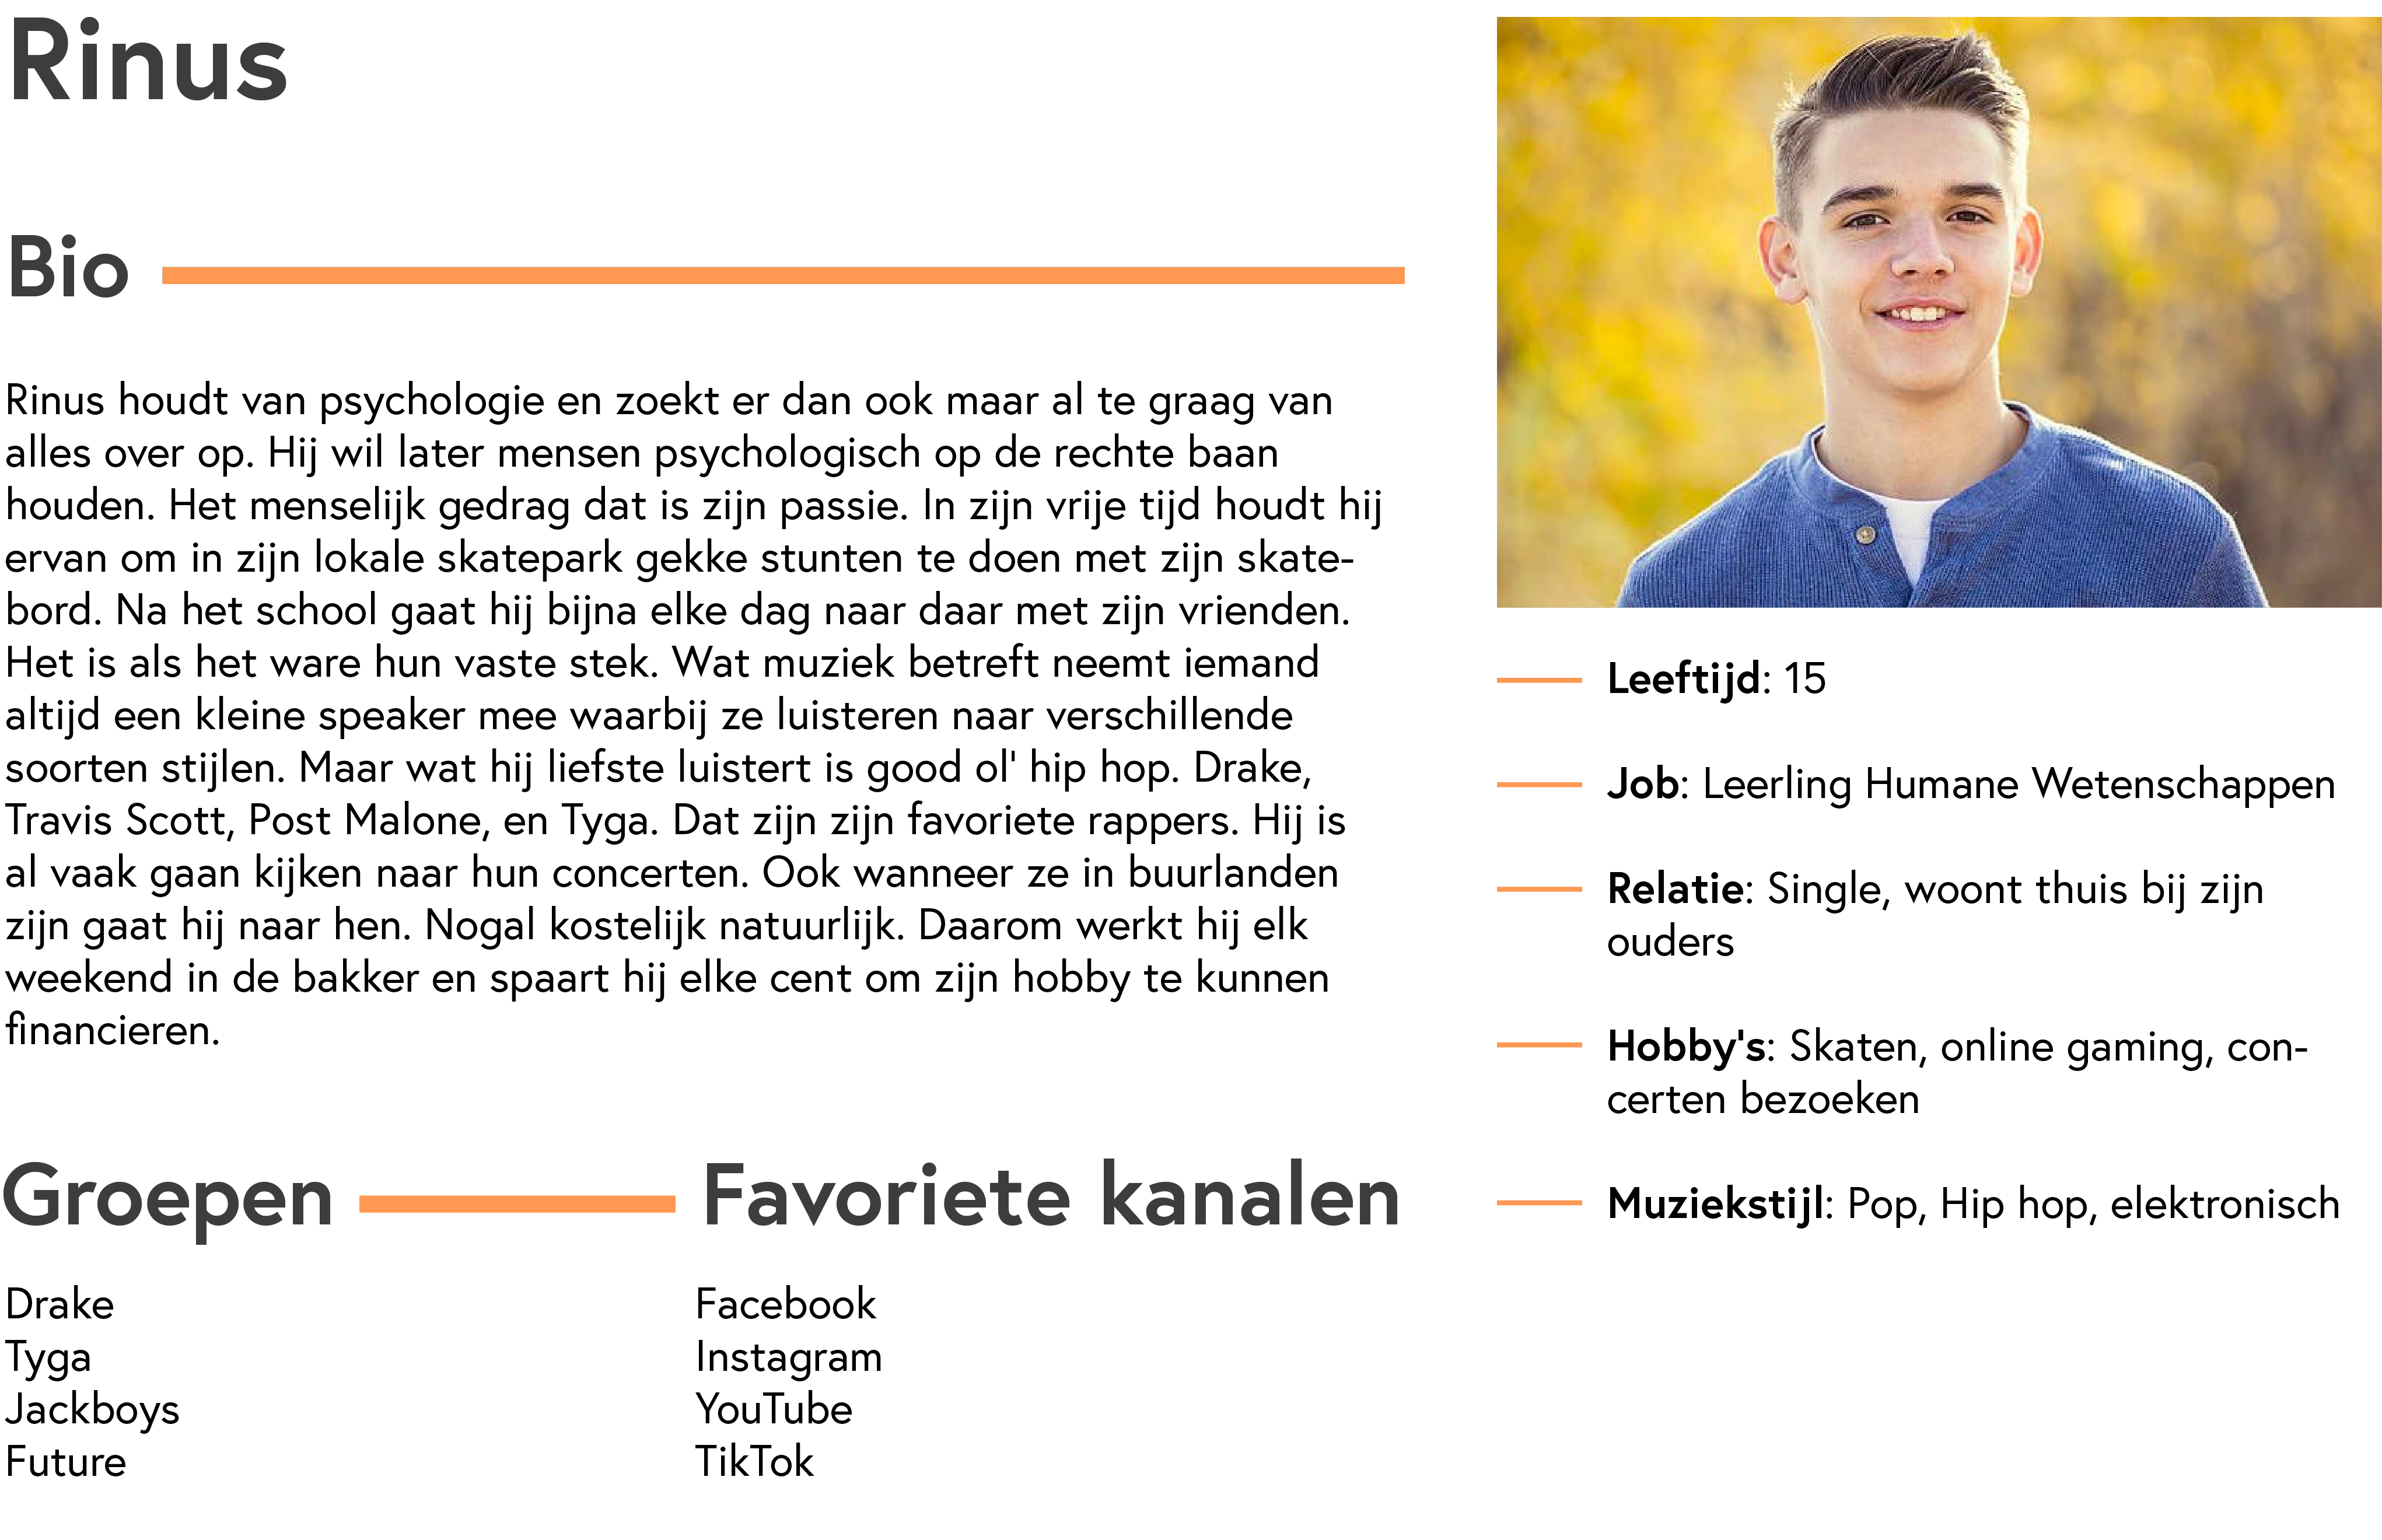 Rinus
Bio
Rinus houdt van psychologie en zoekt er dan ook maar al te graag van
alles over op. Hij wil later mensen psychologisch op de rechte baan
houden. Het menselijk gedrag dat is zijn passie. In zijn vrije tijd houdt hij
ervan om in zijn lokale skatepark gekke stunten te doen met zijn skate-
bord. Na het school gaat hij bijna elke dag naar daar met zijn vrienden.
Het is als het ware hun vaste stek. Wat muziek betreft neemt iemand
altijd een kleine speaker mee waarbij ze luisteren naar verschillende
soorten stijlen. Maar wat hij liefste luistert is good ol' hip hop. Drake,
Travis Scott, Post Malone, en Tyga. Dat zijn zijn favoriete rappers. Hij is
al vaak gaan kijken naar hun concerten. Ook wanneer ze in buurlanden
zijn gaat hij naar hen. Nogal kostelijk natuurlijk. Daarom werkt hij elk
weekend in de bakker en spaart hij elke cent om zijn hobby te kunnen
financieren.
Groepen
Drake
Tyga
Jackboys
Future
Favoriete kanalen
Facebook
Instagram
YouTube
TikTok
Leeftijd: 15
Job: Leerling Humane Wetenschappen
Relatie: Single, woont thuis bij zijn
ouders
Hobby's: Skaten, online gaming, con-
certen bezoeken
Muziekstijl: Pop, Hip hop, elektronisch